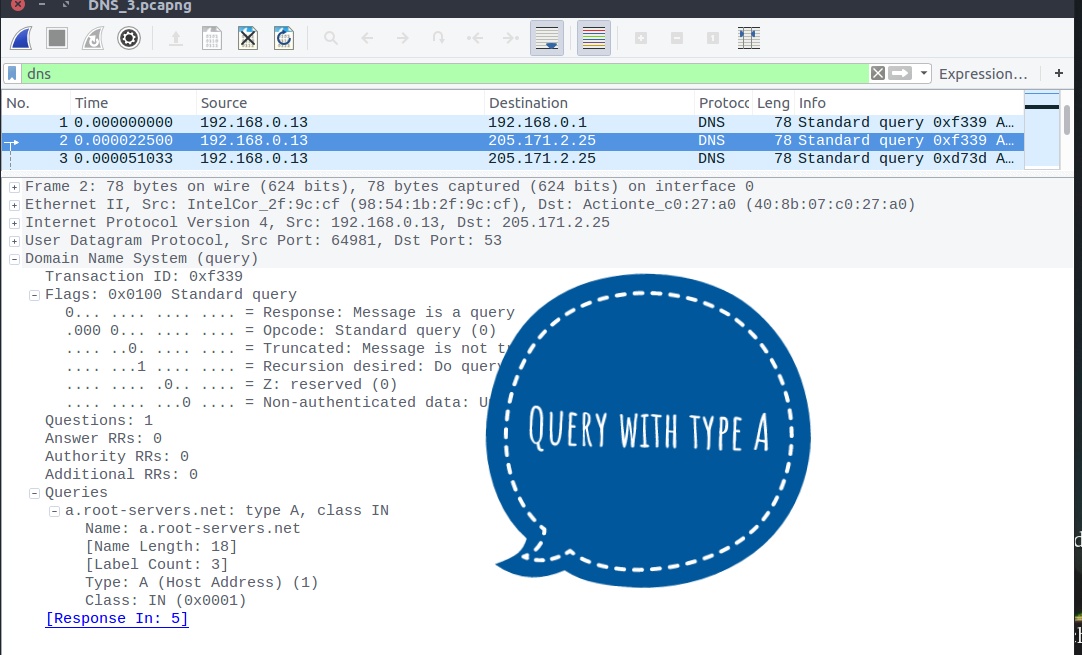 DNS_3.pcapng
dns
Expression… +
No. Time Source Destination Protoco Leng Info
1 0.000000000 192.168.0.13 192.168.0.1 DNS 78 Standard query 0xf339 A…
2 0.000022500 192.168.0.13 205.171.2.25 DNS 78 Standard query 0xf339 A…
3 0.000051033 192.168.0.13 205.171.2.25 DNS 78 Standard query 0xd73d A…
Frame 2: 78 bytes on wire (624 bits), 78 bytes captured (624 bits) on interface 0
Ethernet II, Src: IntelCor_2f:9c:cf (98:54:1b:2f:9c:cf), Dst: Actionte_c0:27:a0 (40:8b:07:c0:27:a0)
Internet Protocol Version 4, Src: 192.168.0.13, Dst: 205.171.2.25
User Datagram Protocol, Src Port: 64981, Dst Port: 53
Domain Name System (query)
Transaction ID: 0xf339
Flags: 0x0100 Standard query
0... .... .... .... = Response: Message is a query
.000 0... .... .... = Opcode: Standard query (0)
.... ..0. .... .... = Truncated: Message is not
.... ...1 .... .... = Recursion desired: Do query
.... .... .0.. .... = Z: reserved (0)
.... .... ...0 .... = Non-authenticated data:
Questions: 1
Answer RRs: 0
Authority RRs: 0
Additional RRs: 0
Queries
a.root-servers.net: type A, class IN
Name: a.root-servers.net
[Name Length: 18]
[Label Count: 3]
Type: A (Host Address) (1)
Class: IN (0x0001)
[Response In: 5]
Query with type A